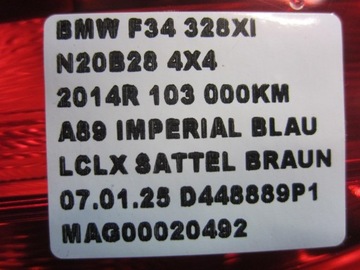 BMW F34 328XI
N20B28 4X4
2014R 103 000KM
A89 IMPERIAL BLAU
LCLX SATTEL BRAUN
07.01.25 D448889P1
MAG00020492